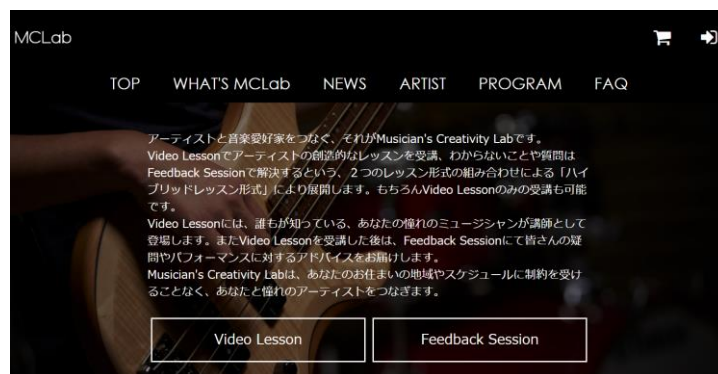 MCLab
TOP WHAT'S MCLab NEWS ARTIST PROGRAM FAQ
アーティストと音楽愛好家をつなぐ、それがMusician's Creativity Labです。
Video Lessonでアーティストの創造的なレッスンを受講、わからないことや質問は
Feedback Sessionで解決するという、２つのレッスン形式の組み合わせによる「ハイ
ブリッドレッスン形式」により展開します。もちろんVideo Lessonのみの受講も可能
です。
Video Lessonには、誰もが知っている、あなたの憧れのミュージシャンが講師として
登場します。またVideo Lessonを受講した後は、Feedback Sessionにて皆さんの疑
問やパフォーマンスに対するアドバイスをお届けします。
Musician's Creativity Labは、あなたのお住まいの地域やスケジュールに制約を受け
ることなく、あなたと憧れのアーティストをつなぎます。
Video Lesson Feedback Session